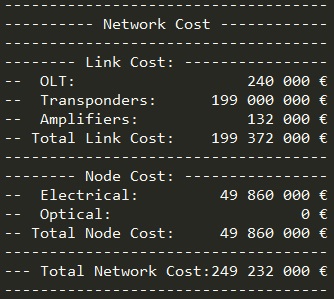 ----------------------------------------
----------- Network Cost -------------
----------------------------------------
-------- Link Cost: ------------------
--  OLT:                  240 000 €
--  Transponders:     199 000 000 €
--  Amplifiers:           132 000 €
-- Total Link Cost:   199 372 000 €
----------------------------------------
-------- Node Cost: ------------------
--  Electrical:        49 860 000 €
--  Optical:                    0 €
-- Total Node Cost:    49 860 000 €
----------------------------------------
--- Total Network Cost:249 232 000 €
----------------------------------------